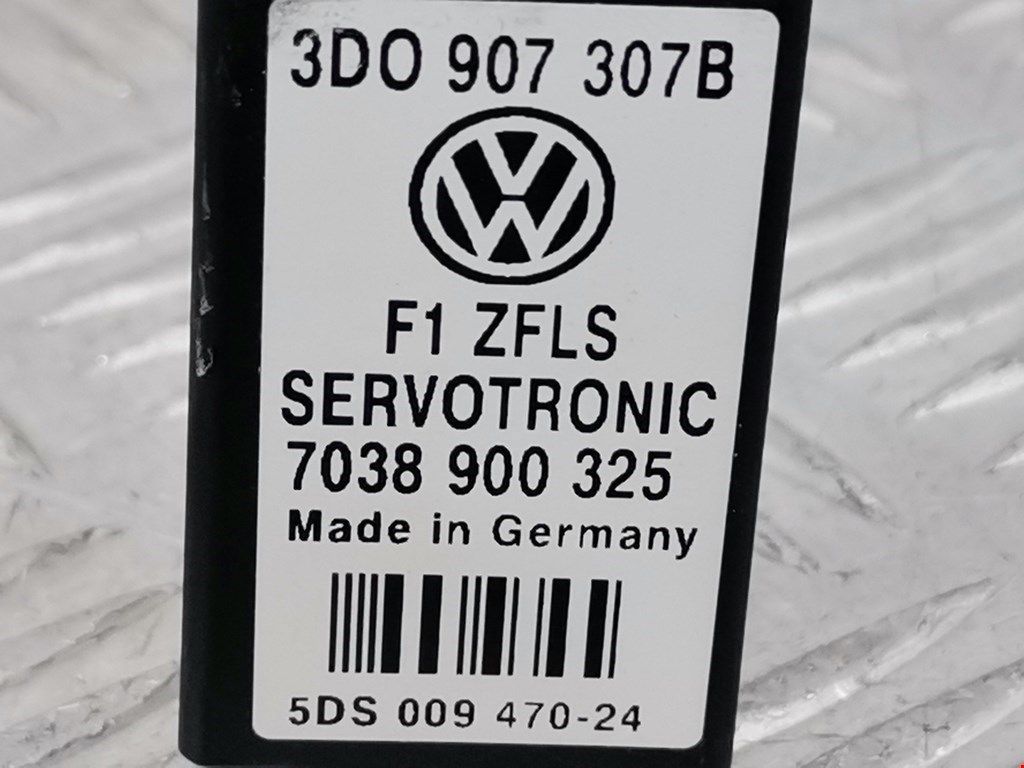 3D0 907 307B
F1 ZFLS
SERVOTRONIC
7038 900 325
Made in Germany
5DS 009 470-24